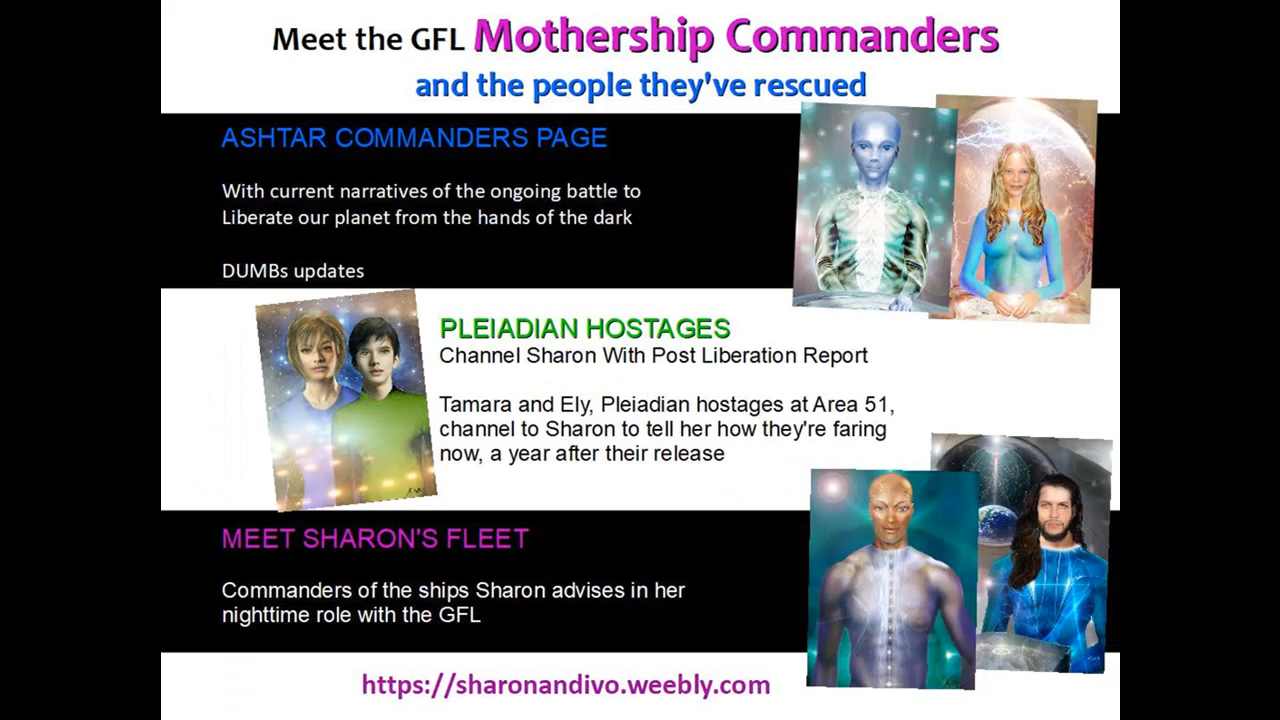 Meet the GFL Mothership Commanders
and the people they've rescued
ASHTAR COMMANDERS PAGE
With current narratives of the ongoing battle to
Liberate our planet from the hands of the dark
DUMBs updates
PLEIADIAN HOSTAGES
Channel Sharon With Post Liberation Report
Tamara and Ely, Pleiadian hostages at Area 51,
channel to Sharon to tell her how they're faring
now, a year after their release
MEET SHARON'S FLEET
Commanders of the ships Sharon advises in her
nighttime role with the GFL
https://sharonandivo.weebly.com